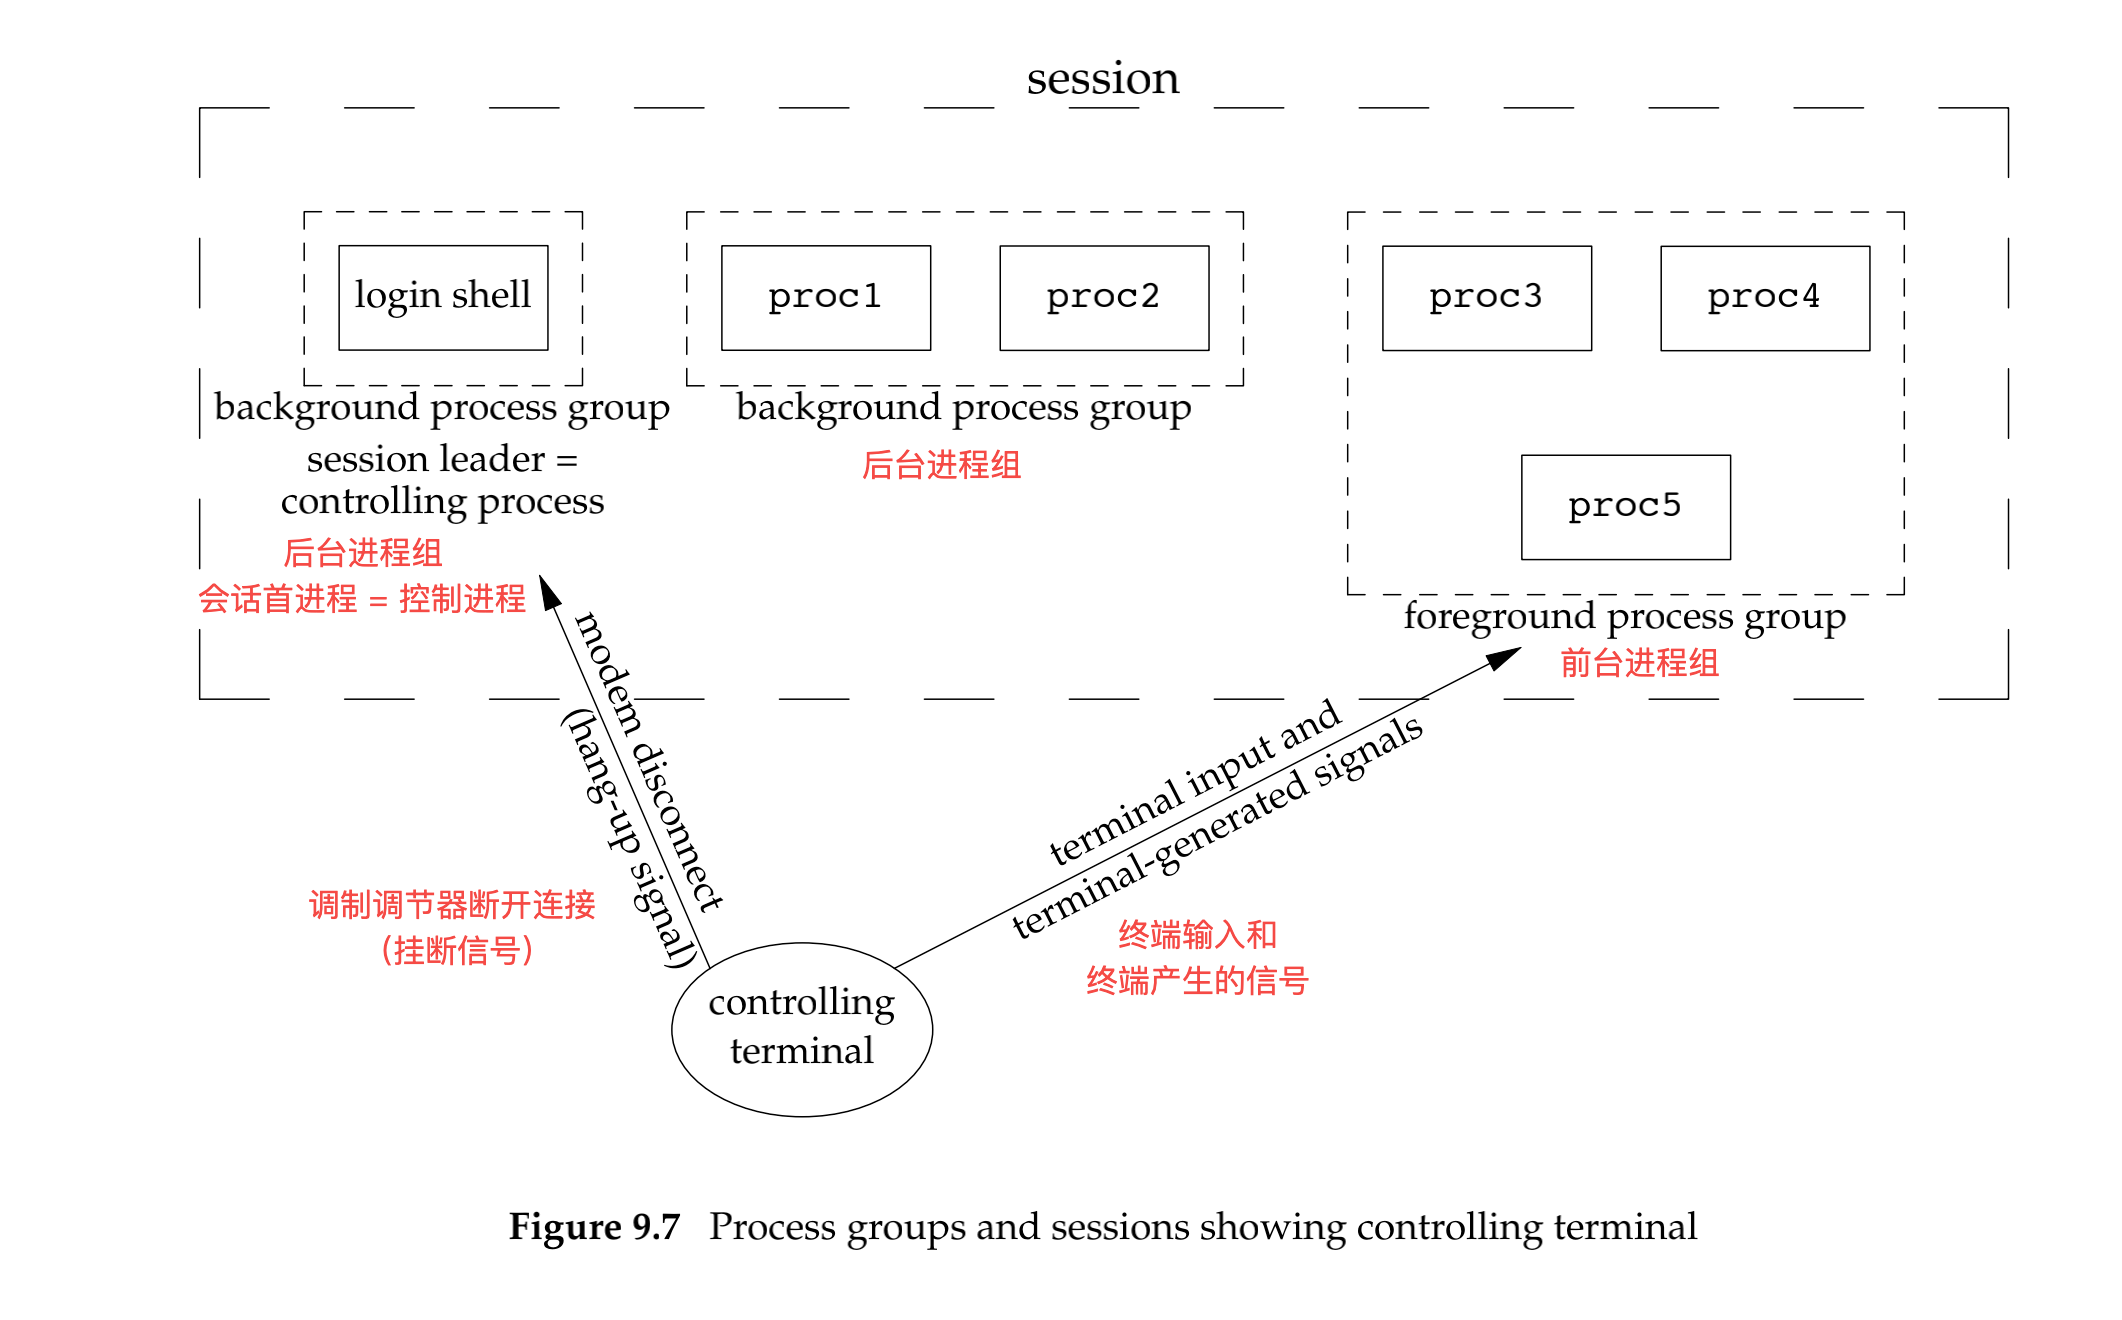 session
login shell
proc1
proc2
proc3
proc4
proc5
background process group
session leader =
controlling process
后台进程组
会话首进程 = 控制进程
background process group
后台进程组
foreground process group
前台进程组
modem disconnect
(hang-up signal)
调制调节器断开连接
(挂断信号)
terminal input and
terminal-generated signals
终端输入和
终端产生的信号
controlling
terminal
Figure 9.7 Process groups and sessions showing controlling terminal